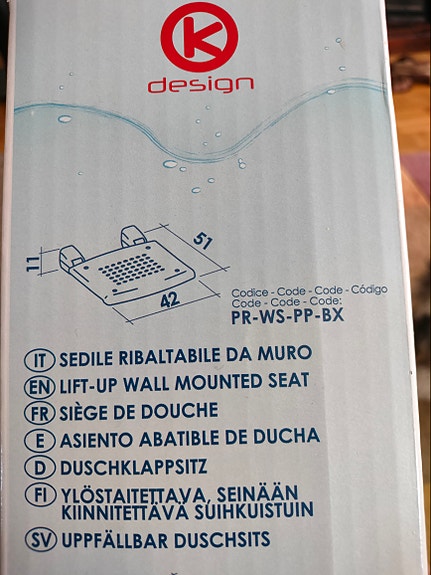 K
design
11
51
42
Codice - Code - Code - Código
Code - Code - Code:
PR-WS-PP-BX
IT SEDILE RIBALTABILE DA MURO
EN LIFT-UP WALL MOUNTED SEAT
FR SIÈGE DE DOUCHE
E ASIENTO ABATIBLE DE DUCHA
D DUSCHKLAPPSITZ
FI YLÖSTAITETTAVA, SEINÄÄN
KIINNITETTÄVÄ SUIHKUISTUIN
SV UPPFÄLLBAR DUSCHSITS